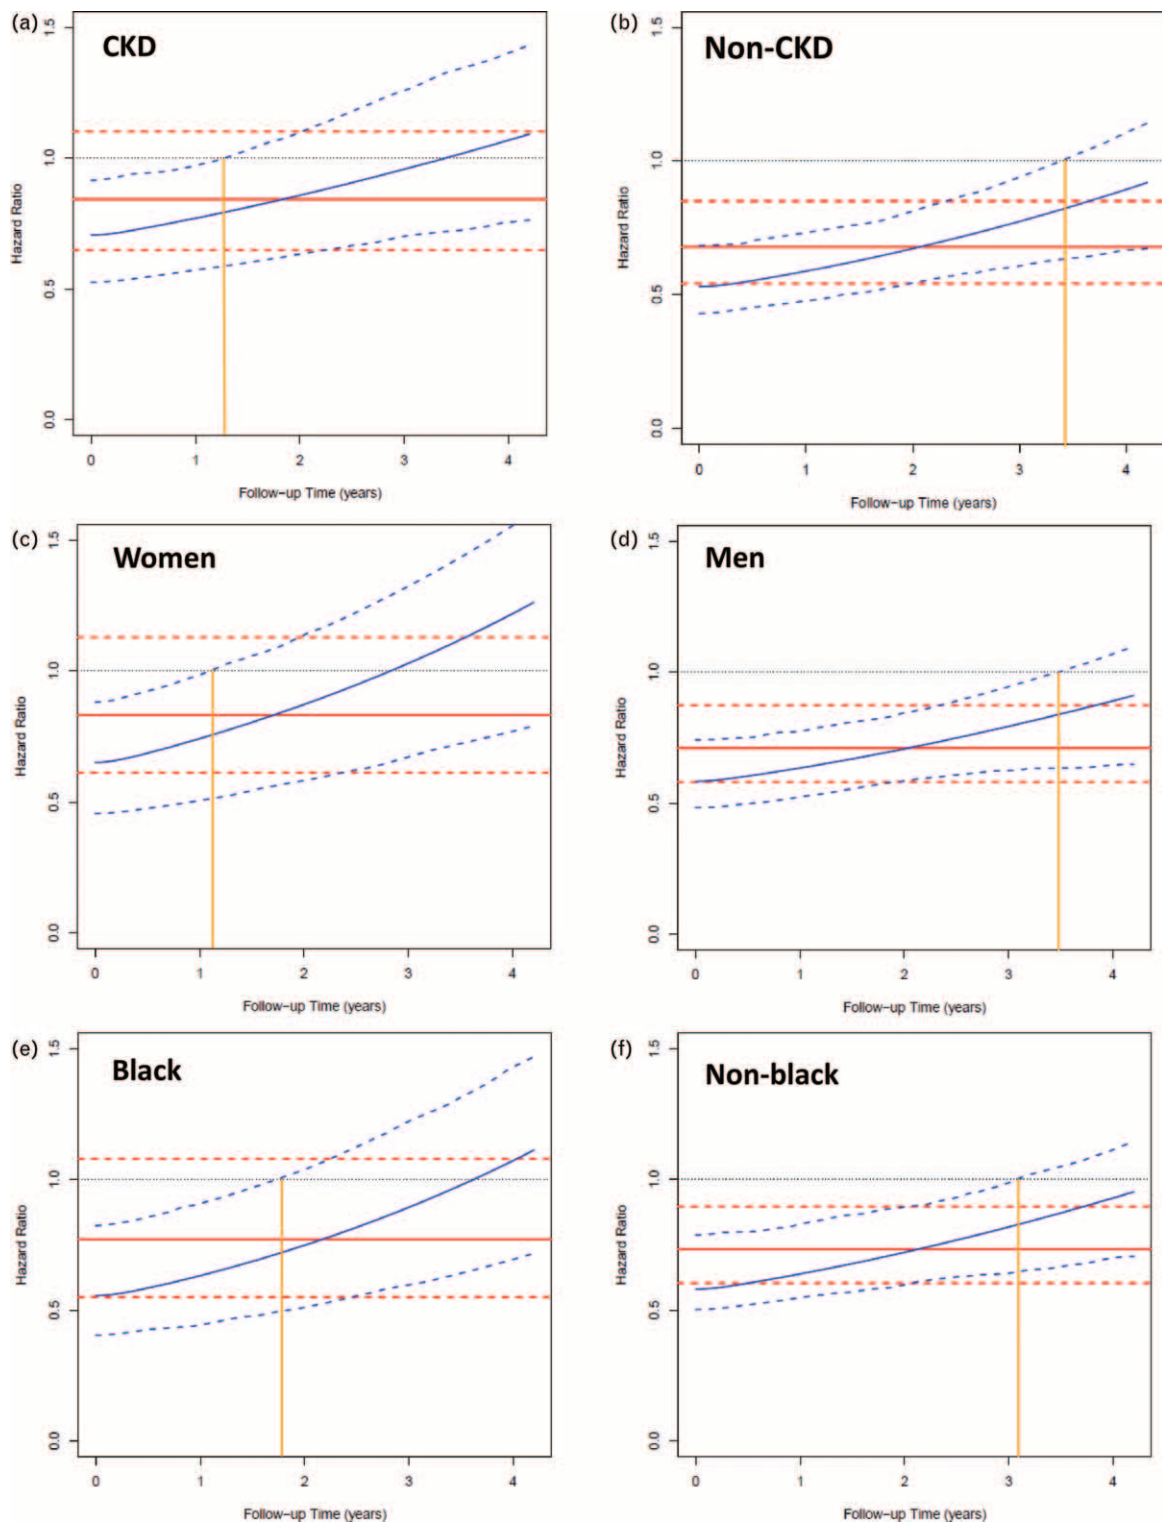 (a)
CKD
Hazard Ratio
0.0 0.5 1.0 1.5
0 1 2 3 4
Follow-up Time (years)
(b)
Non-CKD
Hazard Ratio
0.0 0.5 1.0 1.5
0 1 2 3 4
Follow-up Time (years)
(c)
Women
Hazard Ratio
0.0 0.5 1.0 1.5
0 1 2 3 4
Follow-up Time (years)
(d)
Men
Hazard Ratio
0.0 0.5 1.0 1.5
0 1 2 3 4
Follow-up Time (years)
(e)
Black
Hazard Ratio
0.0 0.5 1.0 1.5
0 1 2 3 4
Follow-up Time (years)
(f)
Non-black
Hazard Ratio
0.0 0.5 1.0 1.5
0 1 2 3 4
Follow-up Time (years)